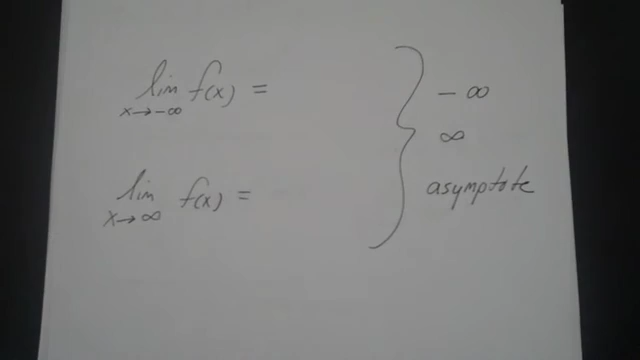 lim f(x) =
x→-∞
lim f(x) =
x→∞
- ∞
∞
asymptote